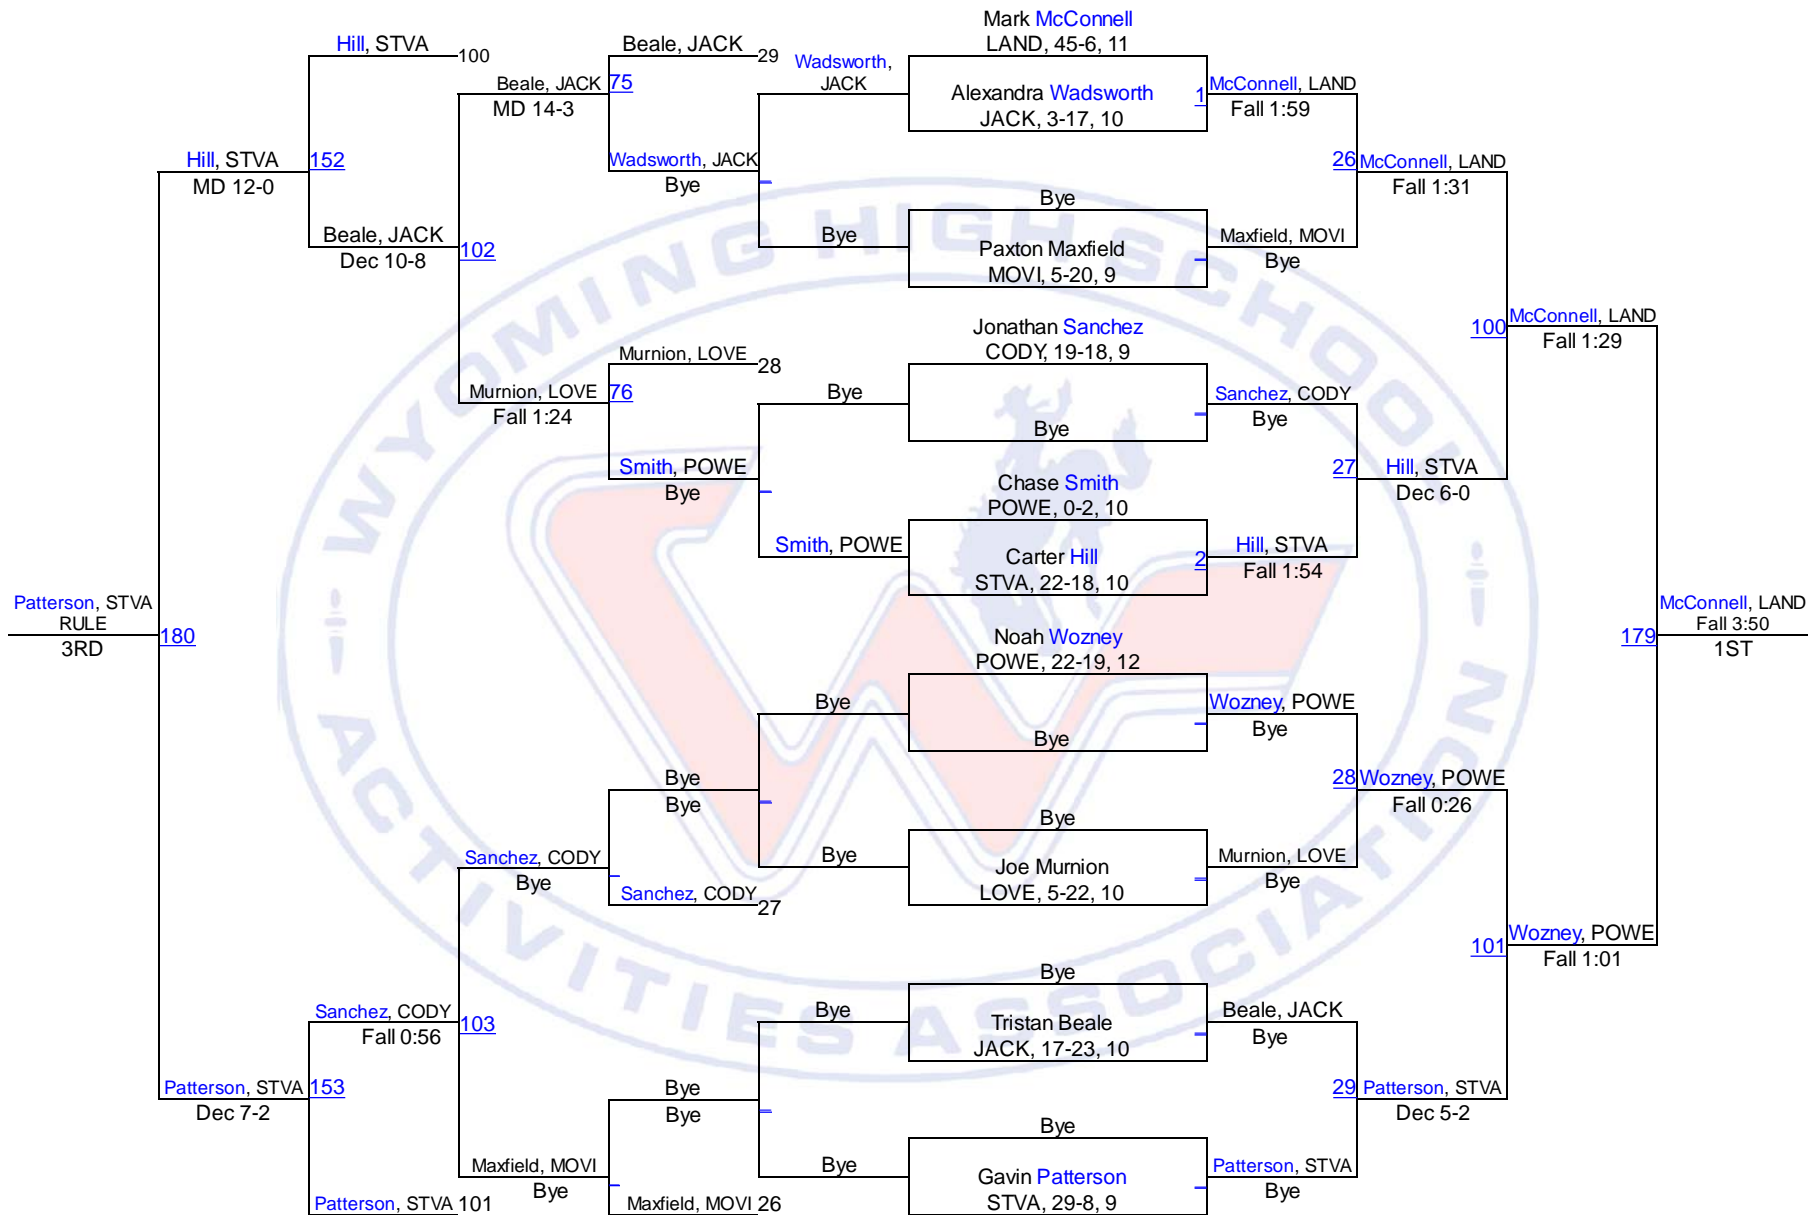 Mark McConnell
LAND, 45-6, 11
Alexandra Wadsworth
JACK, 3-17, 10
1
Bye
Paxton Maxfield
MOVI, 5-20, 9
Jonathan Sanchez
CODY, 19-18, 9
Bye
Chase Smith
POWE, 0-2, 10
Carter Hill
STVA, 22-18, 10
2
Noah Wozney
POWE, 22-19, 12
Bye
Bye
Joe Murnion
LOVE, 5-22, 10
Bye
Tristan Beale
JACK, 17-23, 10
Bye
Gavin Patterson
STVA, 29-8, 9
McConnell, LAND
Fall 1:59
Maxfield, MOVI
Bye
Sanchez, CODY
Bye
Hill, STVA
Fall 1:54
Wozney, POWE
Bye
Murnion, LOVE
Bye
Beale, JACK
Bye
Patterson, STVA
Bye
26
McConnell, LAND
Fall 1:31
27
Hill, STVA
Dec 6-0
28
Wozney, POWE
Fall 0:26
29
Patterson, STVA
Dec 5-2
100
McConnell, LAND
Fall 1:29
101
Wozney, POWE
Fall 1:01
179
McConnell, LAND
Fall 3:50
1ST
Wadsworth,
JACK
Bye
Bye
Smith, POWE
Bye
Bye
Bye
Bye
Beale, JACK
29
Wadsworth, JACK
Bye
Murnion, LOVE
28
Smith, POWE
Bye
Bye
Bye
Sanchez, CODY
27
Bye
Bye
Maxfield, MOVI
26
Beale, JACK
MD 14-3
75
Murnion, LOVE
Fall 1:24
76
Sanchez, CODY
Bye
Maxfield, MOVI
Bye
Hill, STVA
100
Beale, JACK
Dec 10-8
102
Sanchez, CODY
Fall 0:56
103
Patterson, STVA
101
Hill, STVA
MD 12-0
152
Patterson, STVA
Dec 7-2
153
Patterson, STVA
RULE
3RD
180
WYOMING HIGH SCHOOL
ACTIVITIES ASSOCIATION